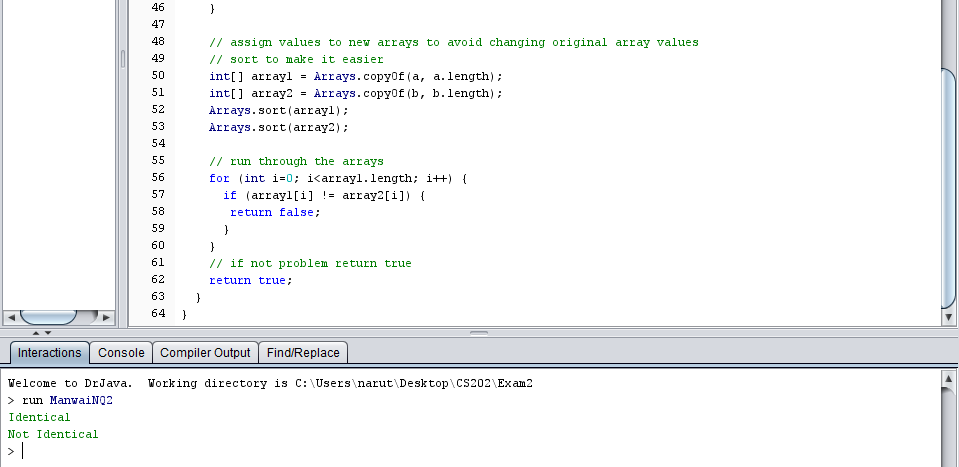 46 }
47
48 // assign values to new arrays to avoid changing original array values
49 // sort to make it easier
50 int[] array1 = Arrays.copyOf(a, a.length);
51 int[] array2 = Arrays.copyOf(b, b.length);
52 Arrays.sort(array1);
53 Arrays.sort(array2);
54
55 // run through the arrays
56 for (int i=0; i<array1.length; i++) {
57 if (array1[i] != array2[i]) {
58 return false;
59 }
60 }
61 // if not problem return true
62 return true;
63 }
64 }
Interactions Console Compiler Output Find/Replace
Welcome to DrJava. Working directory is C:\Users\narut\Desktop\CS202\Exam2
> run ManwaiNQ2
Identical
Not Identical
>